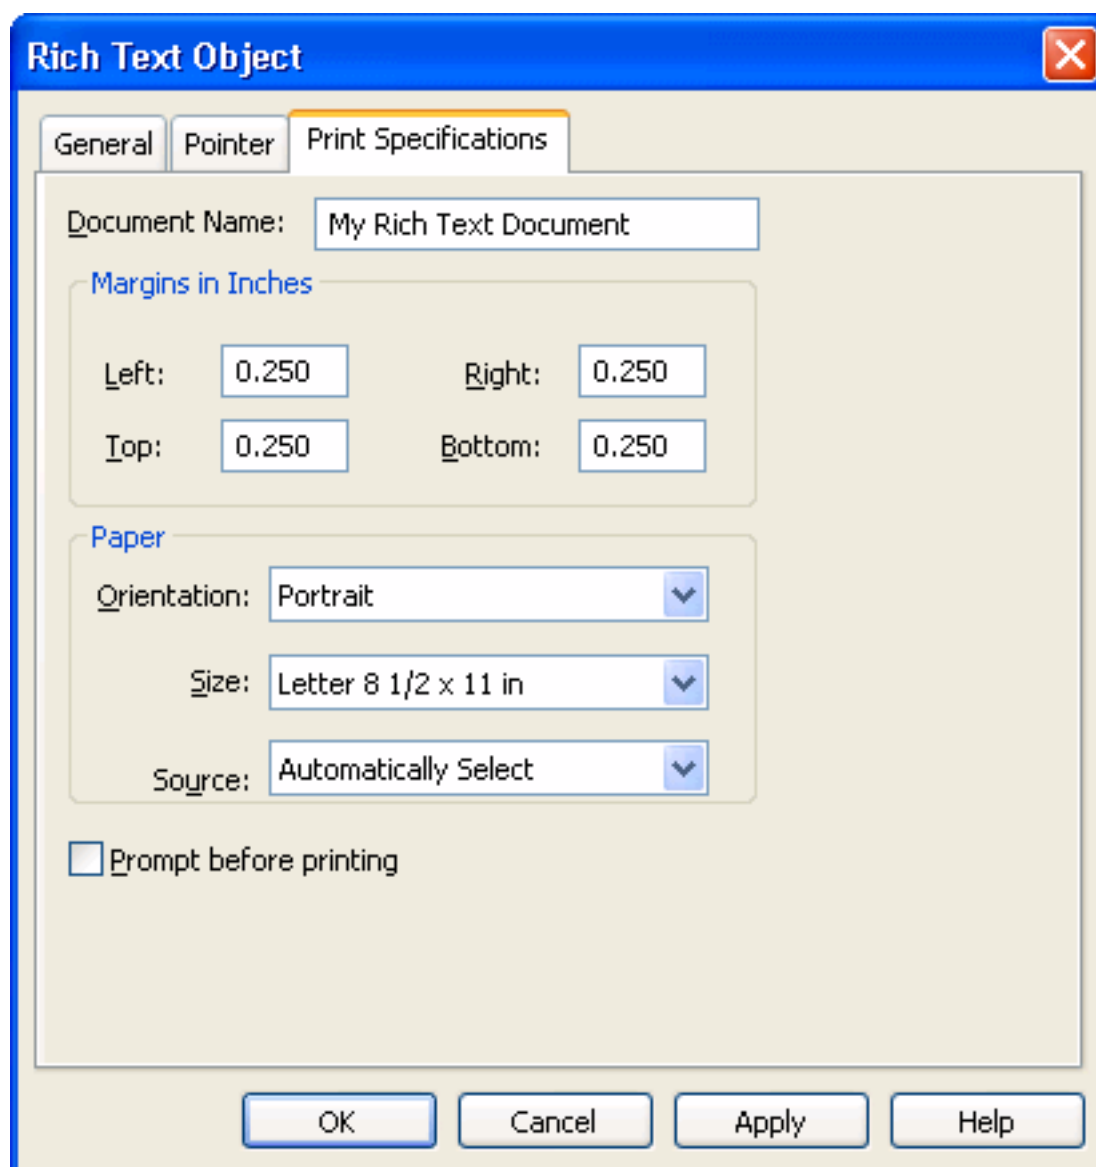 Rich Text Object
General Pointer Print Specifications
Document Name: My Rich Text Document
Margins in Inches
Left: 0.250 Right: 0.250
Top: 0.250 Bottom: 0.250
Paper
Orientation: Portrait
Size: Letter 8 1/2 x 11 in
Source: Automatically Select
Prompt before printing
OK Cancel Apply Help